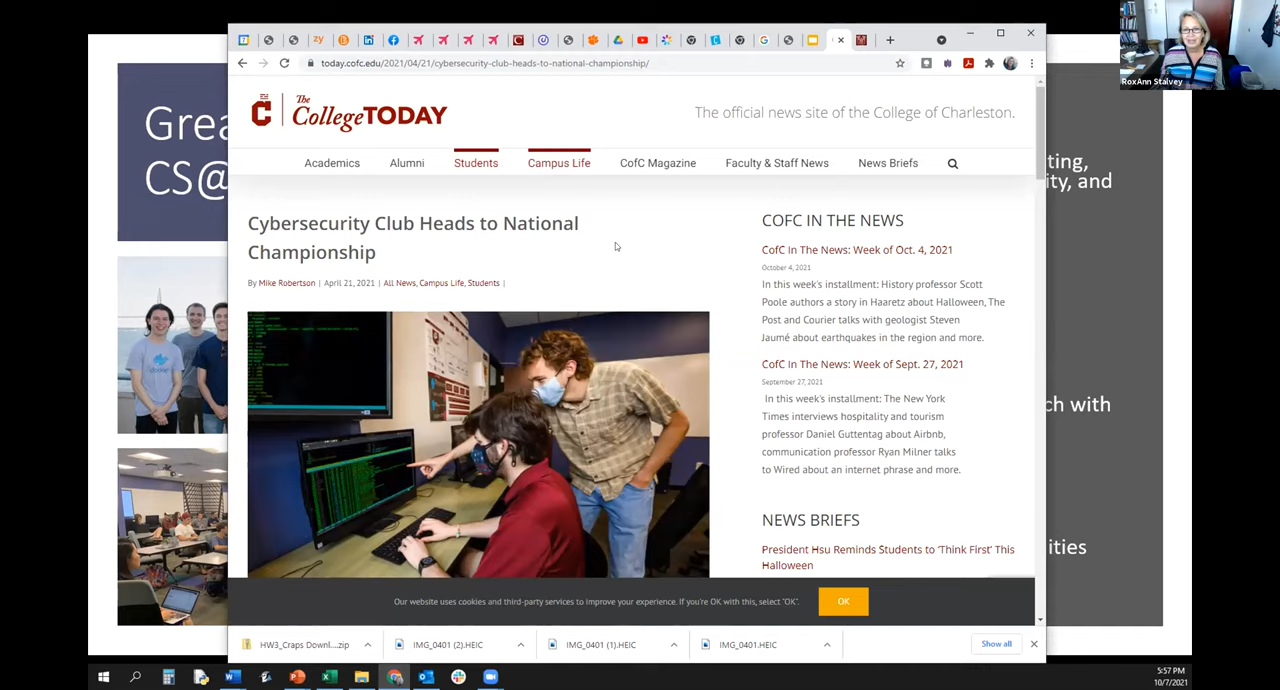 Grea
CS@
ting,
ity, and
ch with
ities
RoxAnn Stalvey
zy
today.cofc.edu/2021/04/21/cybersecurity-club-heads-to-national-championship/
C
The
CollegeTODAY
The official news site of the College of Charleston.
Academics Alumni Students Campus Life CofC Magazine Faculty & Staff News News Briefs
Cybersecurity Club Heads to National
Championship
By Mike Robertson | April 21, 2021 | All News, Campus Life, Students |
COFC IN THE NEWS
CofC In The News: Week of Oct. 4, 2021
October 4, 2021
In this week's installment: History professor Scott
Poole authors a story in Haaretz about Halloween, The
Post and Courier talks with geologist Steven
Jaumé about earthquakes in the region and more.
CofC In The News: Week of Sept. 27, 2021
September 27, 2021
In this week's installment: The New York
Times interviews hospitality and tourism
professor Daniel Guttentag about Airbnb,
communication professor Ryan Milner talks
to Wired about an internet phrase and more.
NEWS BRIEFS
President Hsu Reminds Students to 'Think First' This
Halloween
Our website uses cookies and third-party services to improve your experience. If you're OK with this, select "OK".
OK
HW3_Craps Downl....zip IMG_0401 (2).HEIC IMG_0401 (1).HEIC IMG_0401.HEIC Show all
5:57 PM
10/7/2021